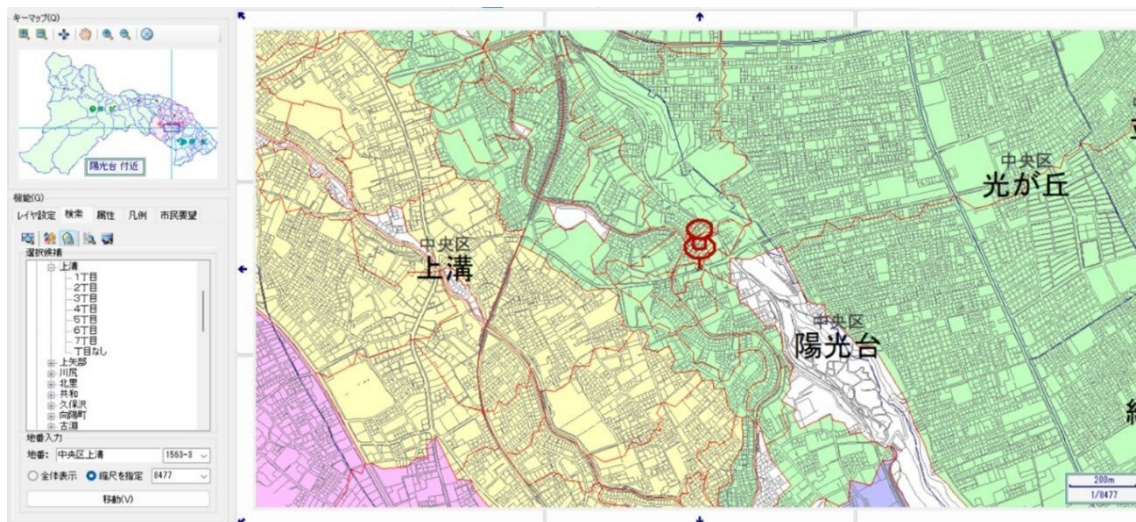 キーマップ(Q)
陽光台 付近
機能(G)
レイヤ設定 検索 属性 凡例 市民要望
選択候補
上溝
1丁目
2丁目
3丁目
4丁目
5丁目
6丁目
7丁目
丁目なし
上矢部
川尻
北里
共和
久保沢
向陽町
古淵
地番入力
地番: 中央区上溝 1563-3
全体表示 縮尺を指定 8477
移動(V)
中央区
上溝
中央区
光が丘
中央区
陽光台
200m
1/8477